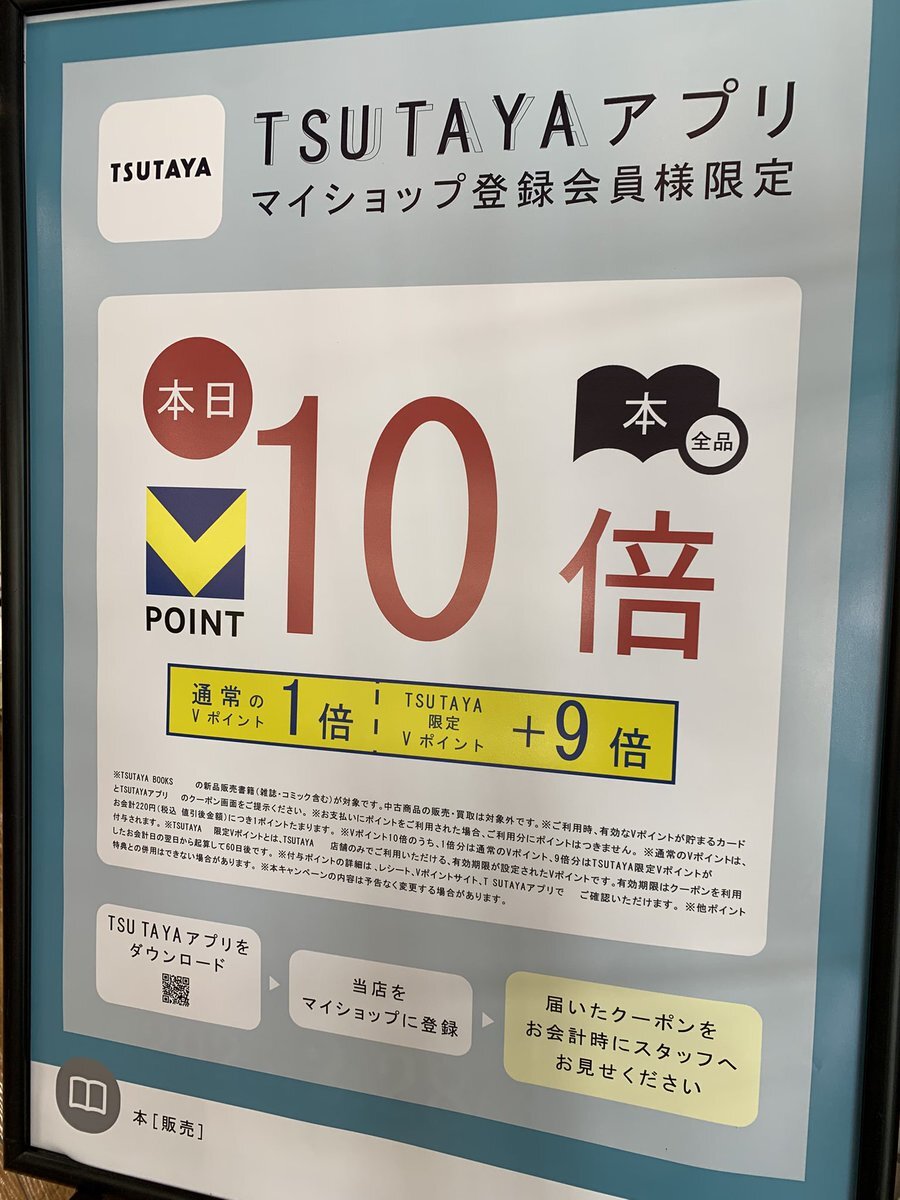 TSUTAYA
TSUTAYAアプリ
マイショップ登録会員様限定
本日
本
全品
V
POINT
10倍
通常の
Vポイント
1倍
TSUTAYA
限定
Vポイント
+9倍
※TSUTAYA BOOKS の新品販売書籍(雑誌・コミック含む)が対象です。中古商品の販売・買取は対象外です。※ご利用時、有効なVポイントが貯まるカード
とTSUTAYAアプリ のクーポン画面をご提示ください。※お支払いにポイントをご利用された場合、ご利用分にポイントはつきません。※通常のVポイントは、
お会計220円(税込 値引後金額)につき1ポイントたまります。※Vポイント10倍のうち、1倍分は通常のVポイント、9倍分はTSUTAYA限定Vポイントが
付与されます。※TSUTAYA 限定Vポイントとは、TSUTAYA 店舗のみでご利用いただける、有効期限が設定されたVポイントです。有効期限はクーポンを利用
したお会計日の翌日から起算して60日後です。※付与ポイントの詳細は、レシート、Vポイントサイト、T SUTAYAアプリで ご確認いただけます。※他ポイント
特典との併用はできない場合があります。※本キャンペーンの内容は予告なく変更する場合があります。
TSU TAYAアプリを
ダウンロード
当店を
マイショップに登録
届いたクーポンを
お会計時にスタッフへ
お見せください
本[販売]